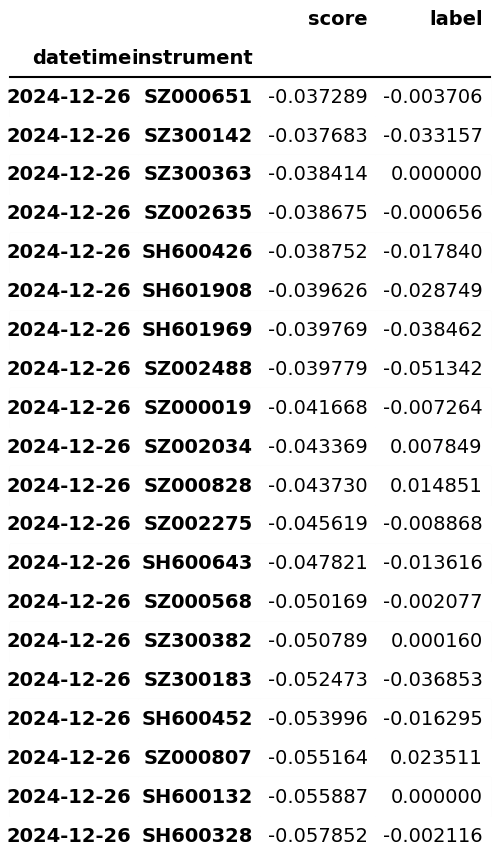 score label
datetime instrument
2024-12-26 SZ000651 -0.037289 -0.003706
2024-12-26 SZ300142 -0.037683 -0.033157
2024-12-26 SZ300363 -0.038414 0.000000
2024-12-26 SZ002635 -0.038675 -0.000656
2024-12-26 SH600426 -0.038752 -0.017840
2024-12-26 SH601908 -0.039626 -0.028749
2024-12-26 SH601969 -0.039769 -0.038462
2024-12-26 SZ002488 -0.039779 -0.051342
2024-12-26 SZ000019 -0.041668 -0.007264
2024-12-26 SZ002034 -0.043369 0.007849
2024-12-26 SZ000828 -0.043730 0.014851
2024-12-26 SZ002275 -0.045619 -0.008868
2024-12-26 SH600643 -0.047821 -0.013616
2024-12-26 SZ000568 -0.050169 -0.002077
2024-12-26 SZ300382 -0.050789 0.000160
2024-12-26 SZ300183 -0.052473 -0.036853
2024-12-26 SH600452 -0.053996 -0.016295
2024-12-26 SZ000807 -0.055164 0.023511
2024-12-26 SH600132 -0.055887 0.000000
2024-12-26 SH600328 -0.057852 -0.002116